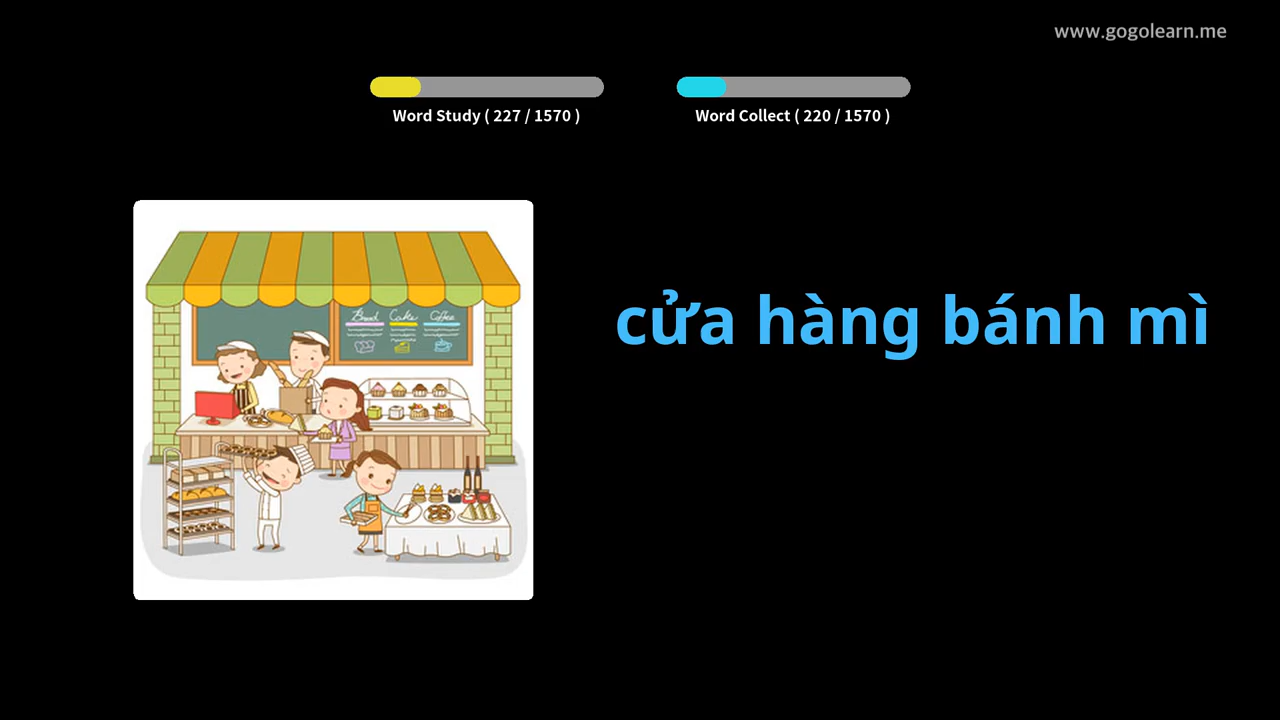 www.gogolearn.me
Word Study ( 227 / 1570 )
Word Collect ( 220 / 1570 )
Bread Cake Coffee
cửa hàng bánh mì